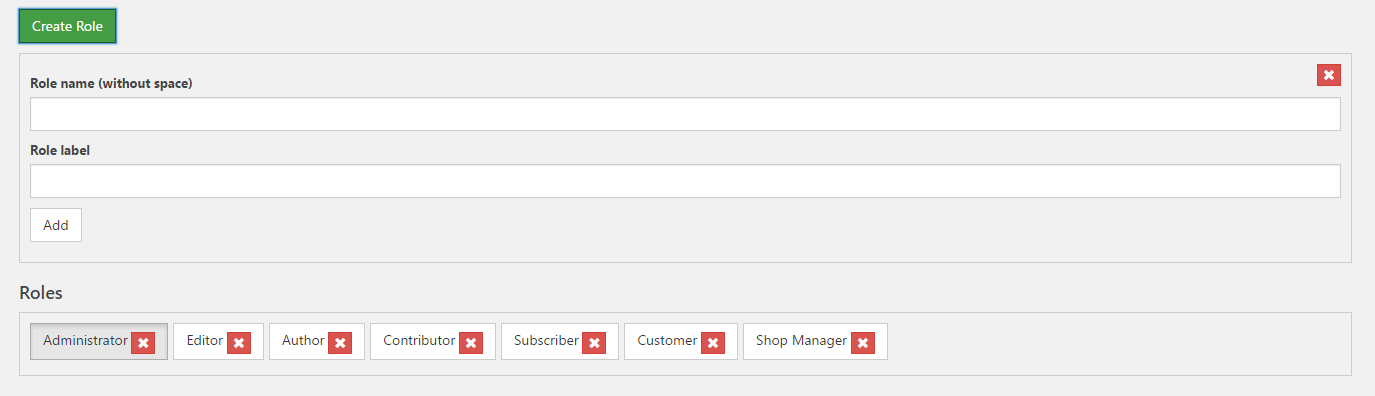 Create Role
Role name (without space)
Role label
Add
Roles
Administrator Editor Author Contributor Subscriber Customer Shop Manager